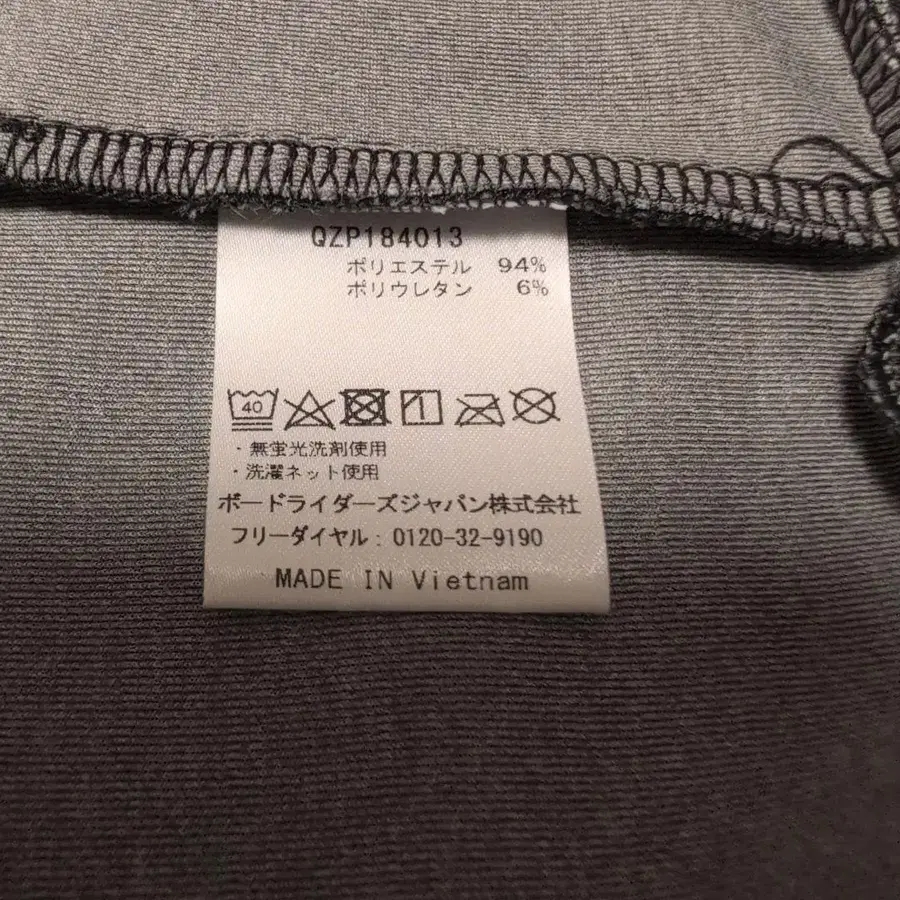 QZP184013
ポリエステル 94%
ポリウレタン 6%
40
・無蛍光洗剤使用
・洗濯ネット使用
ボードライダーズジャパン株式会社
フリーダイヤル：0120-32-9190
MADE IN Vietnam